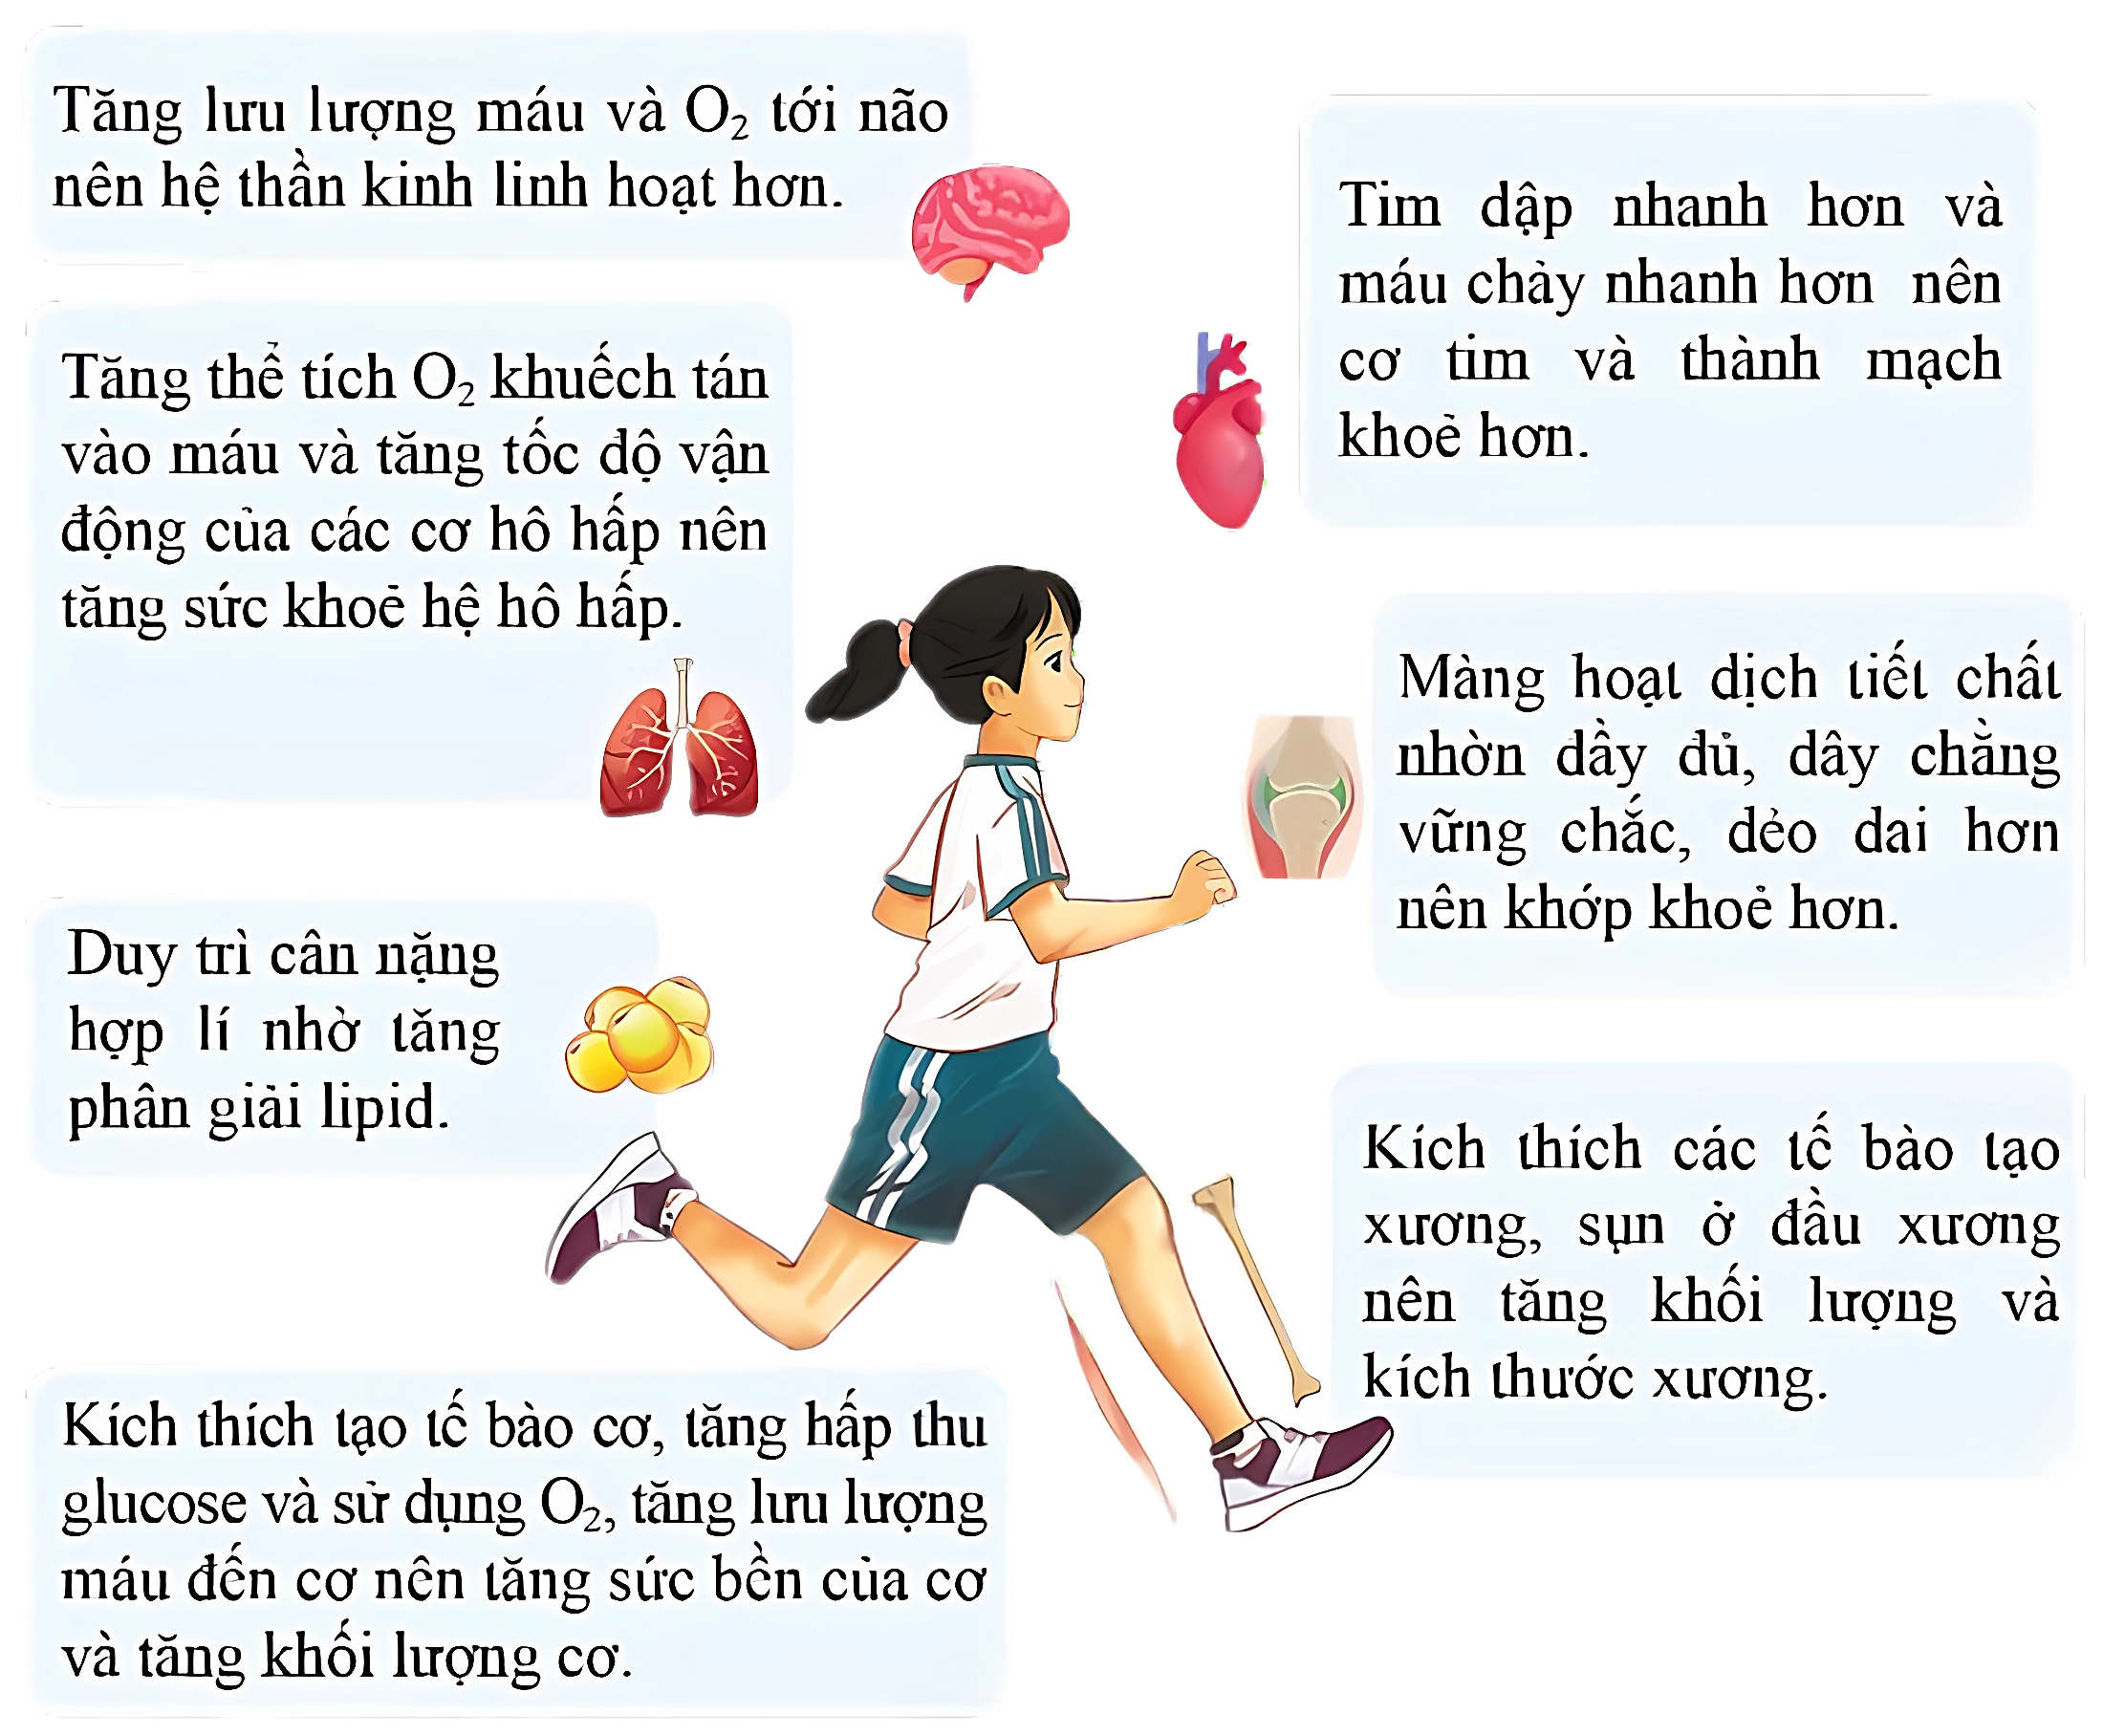 Tăng lưu lượng máu và O₂ tới não
nên hệ thần kinh linh hoạt hơn.
Tăng thể tích O₂ khuếch tán
vào máu và tăng tốc độ vận
động của các cơ hô hấp nên
tăng sức khoẻ hệ hô hấp.
Duy trì cân nặng
hợp lí nhờ tăng
phân giải lipid.
Kích thích tạo tế bào cơ, tăng hấp thu
glucose và sử dụng O₂, tăng lưu lượng
máu đến cơ nên tăng sức bền của cơ
và tăng khối lượng cơ.
Tim đập nhanh hơn và
máu chảy nhanh hơn nên
cơ tim và thành mạch
khoẻ hơn.
Màng hoạt dịch tiết chất
nhờn đầy đủ, dây chằng
vững chắc, dẻo dai hơn
nên khớp khoẻ hơn.
Kích thích các tế bào tạo
xương, sụn ở đầu xương
nên tăng khối lượng và
kích thước xương.